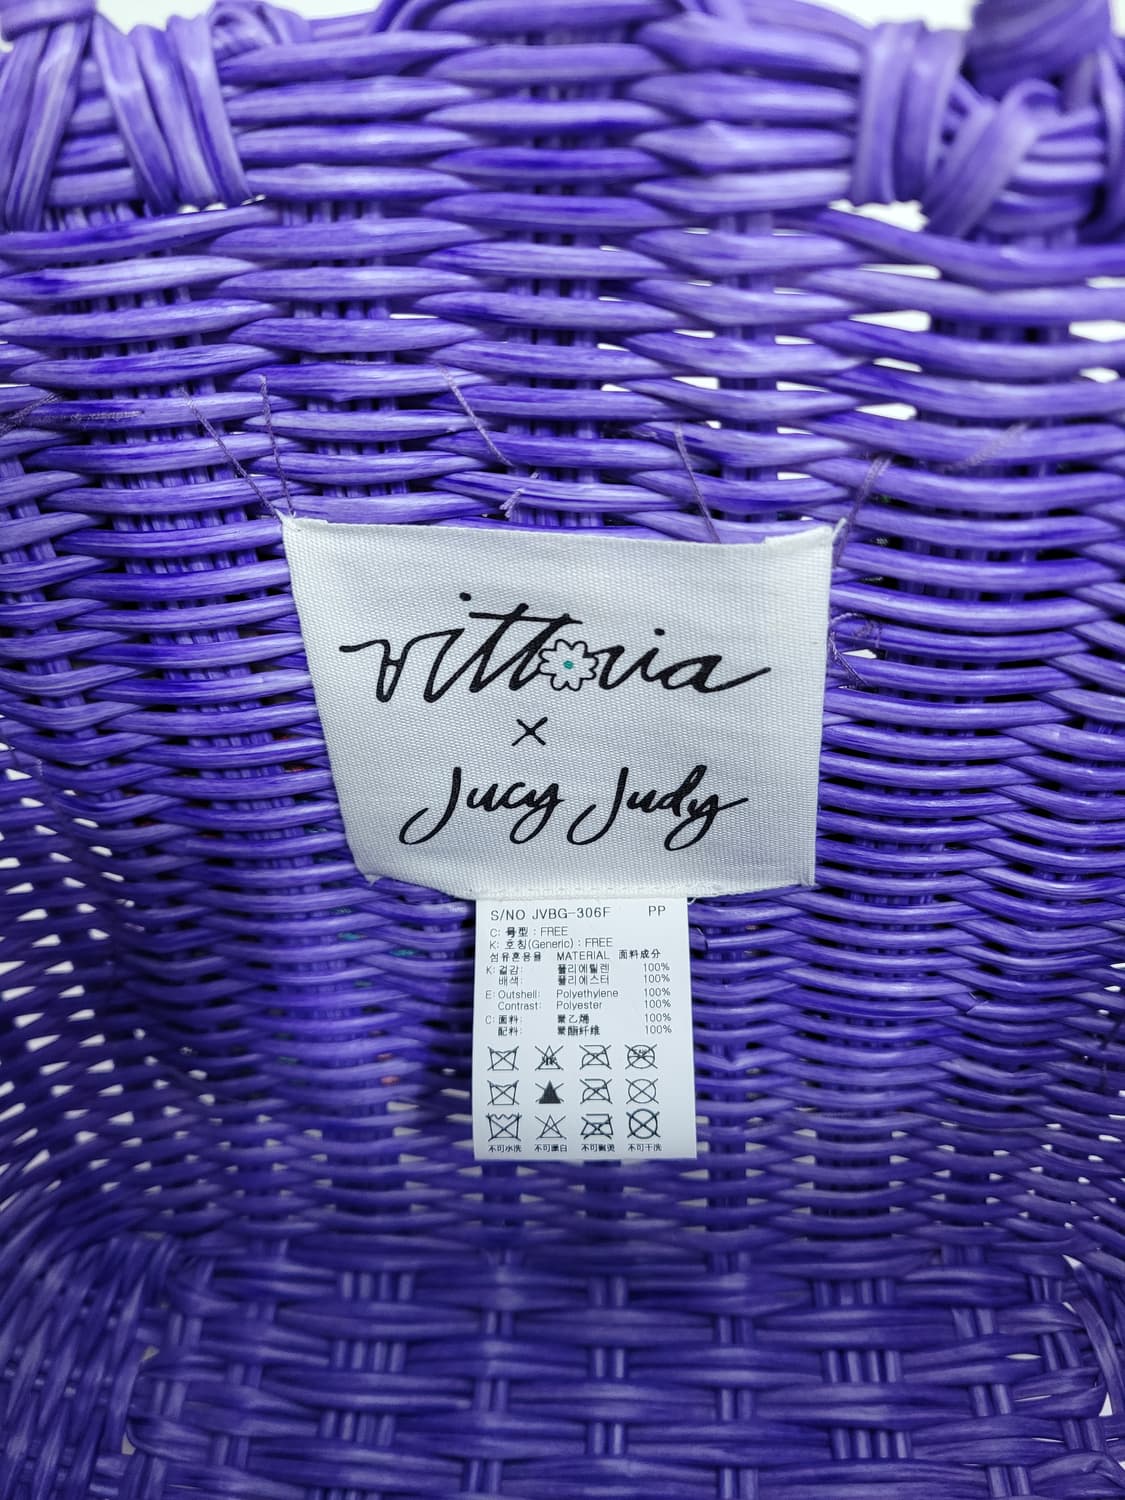 vittoria
×
Jucy Judy
S/NO JVBG-306F PP
C: 号型 : FREE
K: 호칭(Generic) : FREE
섬유혼용율 MATERIAL 面料成分
K: 겉감: 폴리에틸렌 100%
배색: 폴리에스터 100%
E: Outshell: Polyethylene 100%
Contrast: Polyester 100%
C: 面料: 聚乙烯 100%
配料: 聚酯纤维 100%
不可水洗 不可漂白 不可熨烫 不可干洗